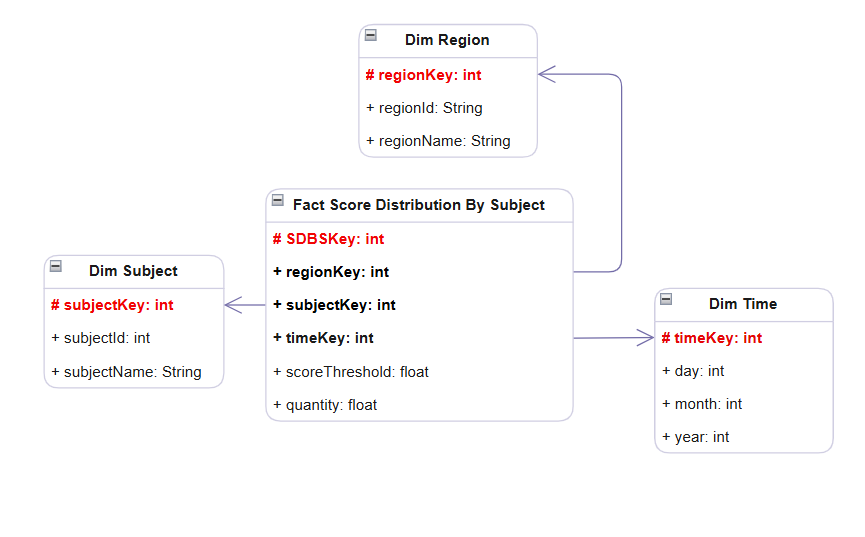 Dim Region
# regionKey: int
+ regionId: String
+ regionName: String
Fact Score Distribution By Subject
# SDBSKey: int
+ regionKey: int
+ subjectKey: int
+ timeKey: int
+ scoreThreshold: float
+ quantity: float
Dim Subject
# subjectKey: int
+ subjectId: int
+ subjectName: String
Dim Time
# timeKey: int
+ day: int
+ month: int
+ year: int